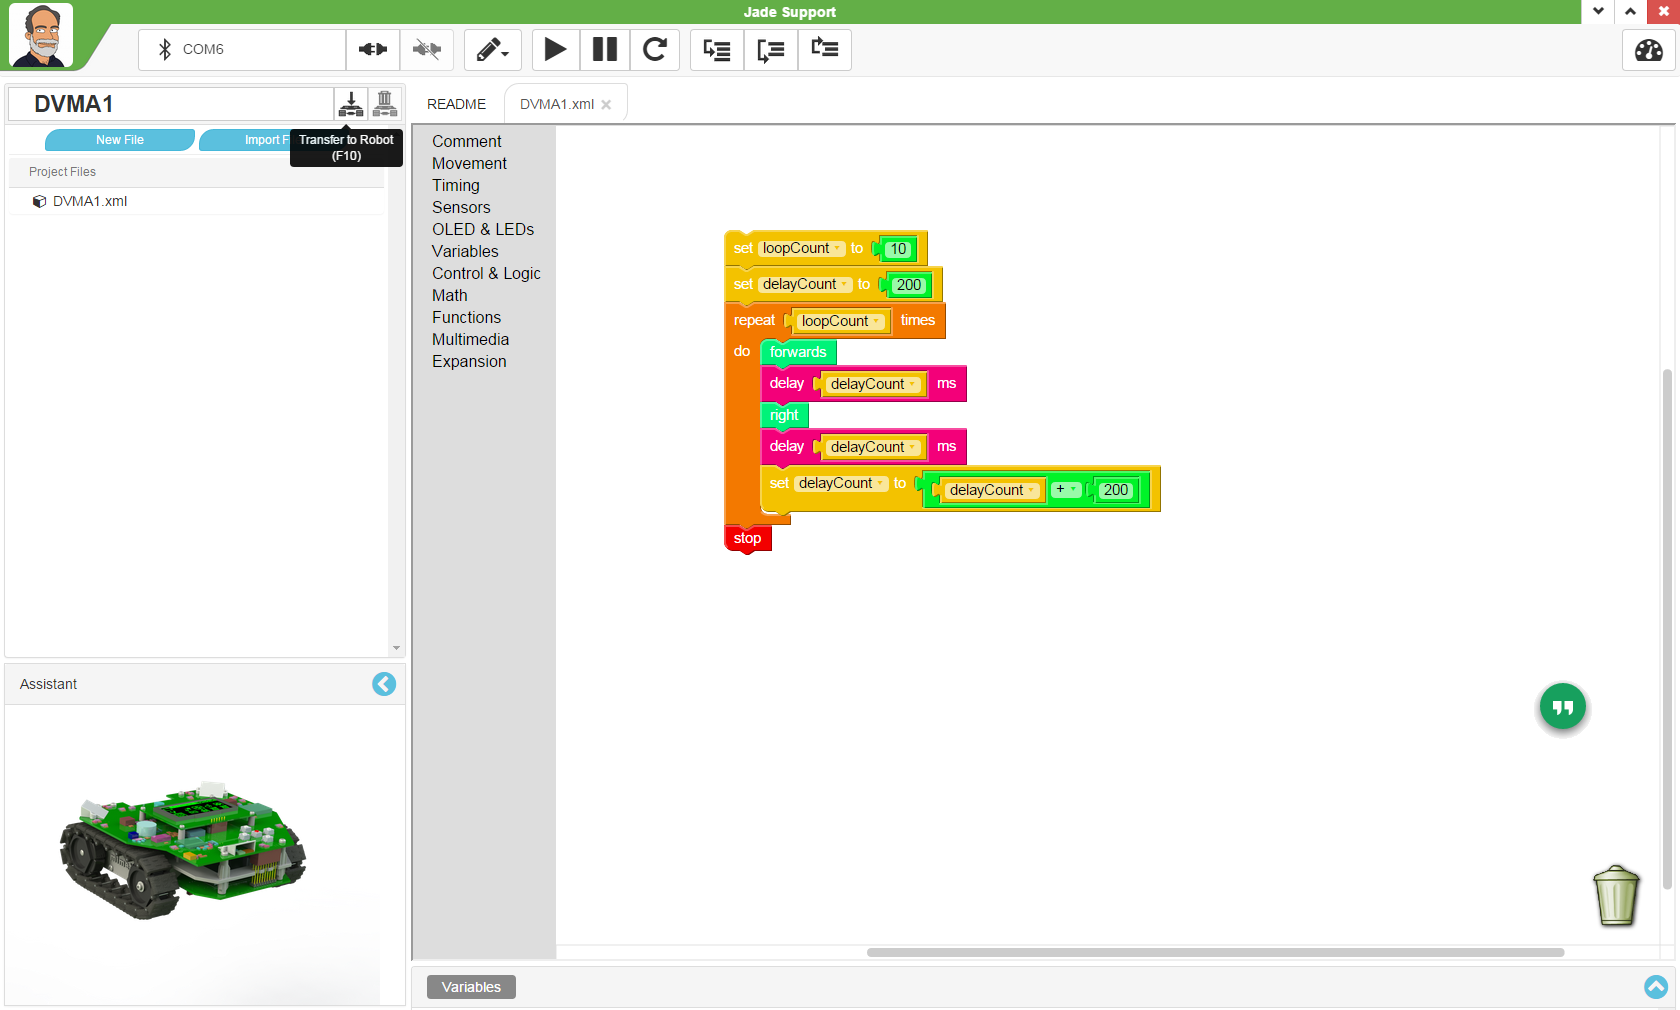 Jade Support
COM6
DVMA1
New File
Import F
Transfer to Robot
(F10)
Project Files
DVMA1.xml
README
DVMA1.xml
Comment
Movement
Timing
Sensors
OLED & LEDs
Variables
Control & Logic
Math
Functions
Multimedia
Expansion
set loopCount to 10
set delayCount to 200
repeat loopCount times
do forwards
delay delayCount ms
right
delay delayCount ms
set delayCount to delayCount + 200
stop
Assistant
Variables